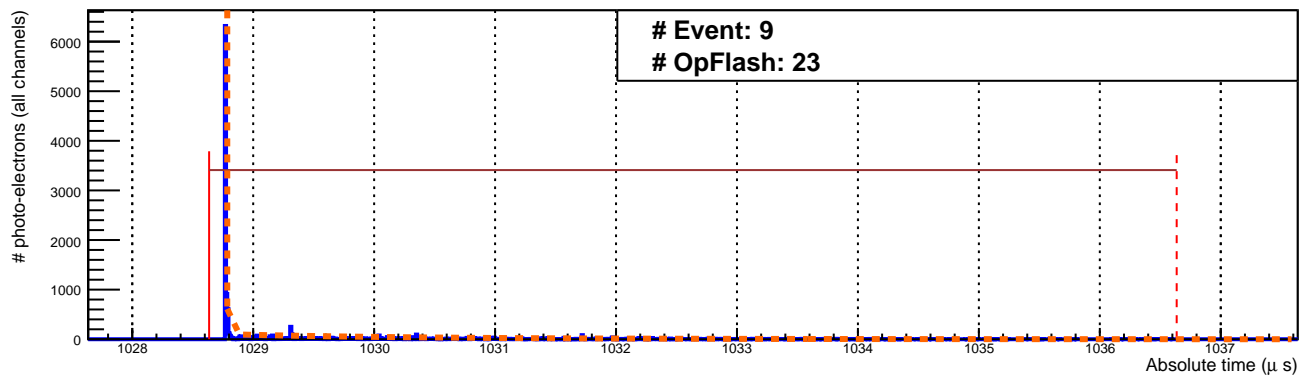 # Event: 9
# OpFlash: 23
# photo-electrons (all channels)
6000
5000
4000
3000
2000
1000
0
1028 1029 1030 1031 1032 1033 1034 1035 1036 1037
Absolute time (μ s)